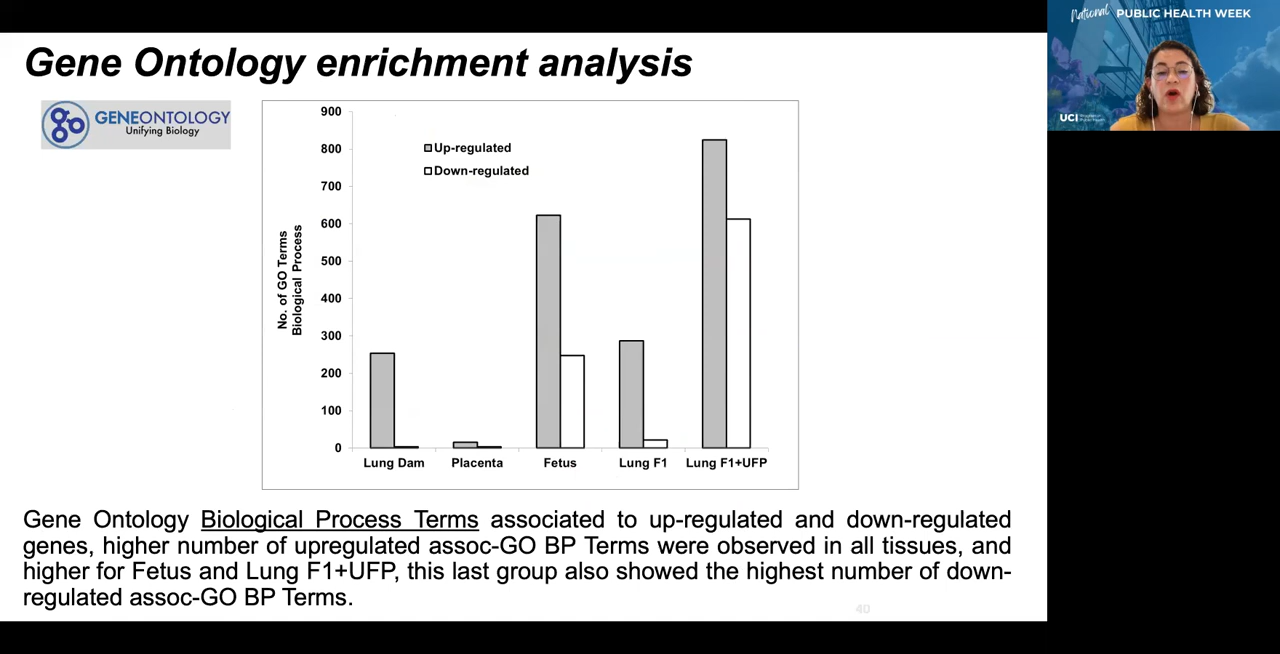 National PUBLIC HEALTH WEEK
Gene Ontology enrichment analysis
GENEONTOLOGY
Unifying Biology
900
800
700
600
500
400
300
200
100
0
No. of GO Terms
Biological Process
Up-regulated
Down-regulated
Lung Dam
Placenta
Fetus
Lung F1
Lung F1+UFP
UCI
Gene Ontology Biological Process Terms associated to up-regulated and down-regulated
genes, higher number of upregulated assoc-GO BP Terms were observed in all tissues, and
higher for Fetus and Lung F1+UFP, this last group also showed the highest number of down-
regulated assoc-GO BP Terms.
40